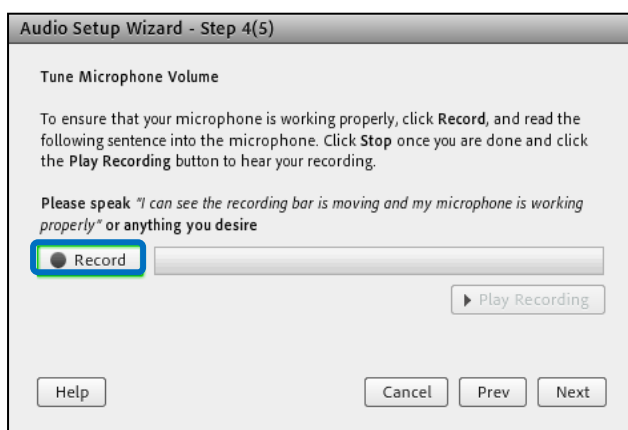 Audio Setup Wizard - Step 4(5)
Tune Microphone Volume
To ensure that your microphone is working properly, click Record, and read the
following sentence into the microphone. Click Stop once you are done and click
the Play Recording button to hear your recording.
Please speak "I can see the recording bar is moving and my microphone is working
properly" or anything you desire
Record
Play Recording
Help
Cancel
Prev
Next